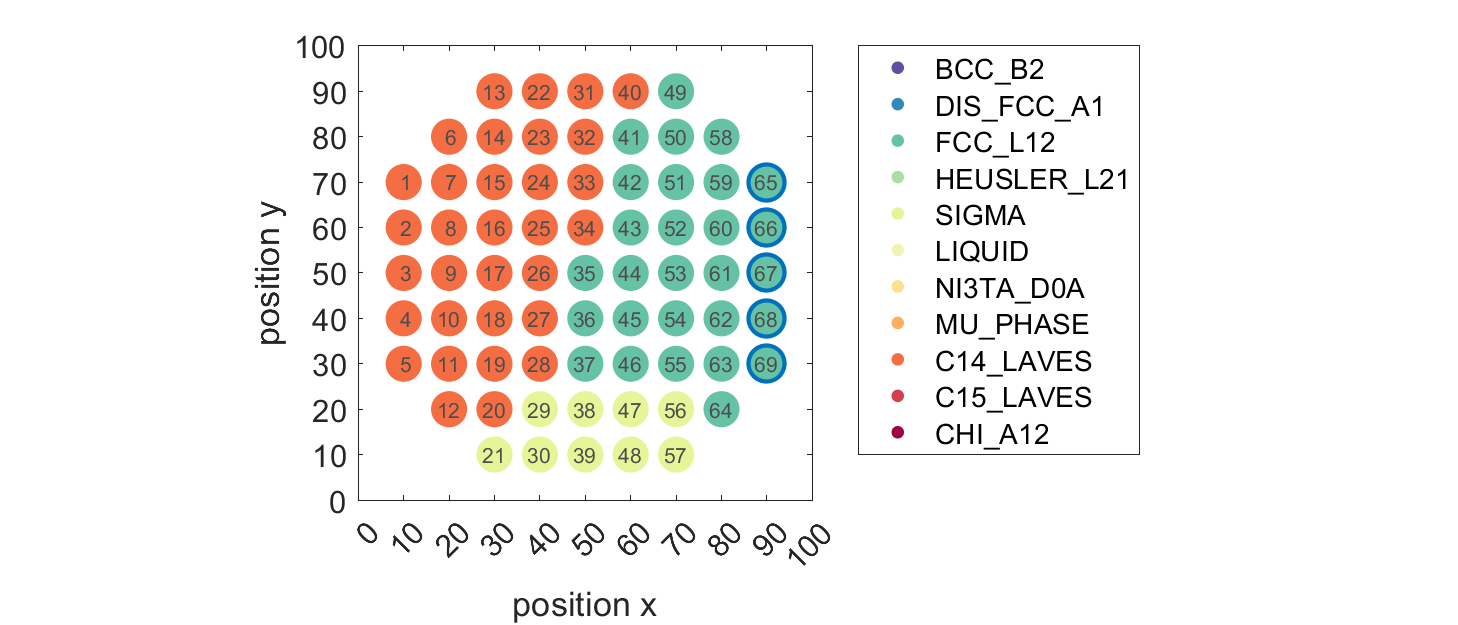 100
90
80
70
60
50
40
30
20
10
0
position y
13 22 31 40 49
6 14 23 32 41 50 58
1 7 15 24 33 42 51 59 65
2 8 16 25 34 43 52 60 66
3 9 17 26 35 44 53 61 67
4 10 18 27 36 45 54 62 68
5 11 19 28 37 46 55 63 69
12 20 29 38 47 56 64
21 30 39 48 57
0 10 20 30 40 50 60 70 80 90 100
position x
BCC_B2
DIS_FCC_A1
FCC_L12
HEUSLER_L21
SIGMA
LIQUID
NI3TA_D0A
MU_PHASE
C14_LAVES
C15_LAVES
CHI_A12